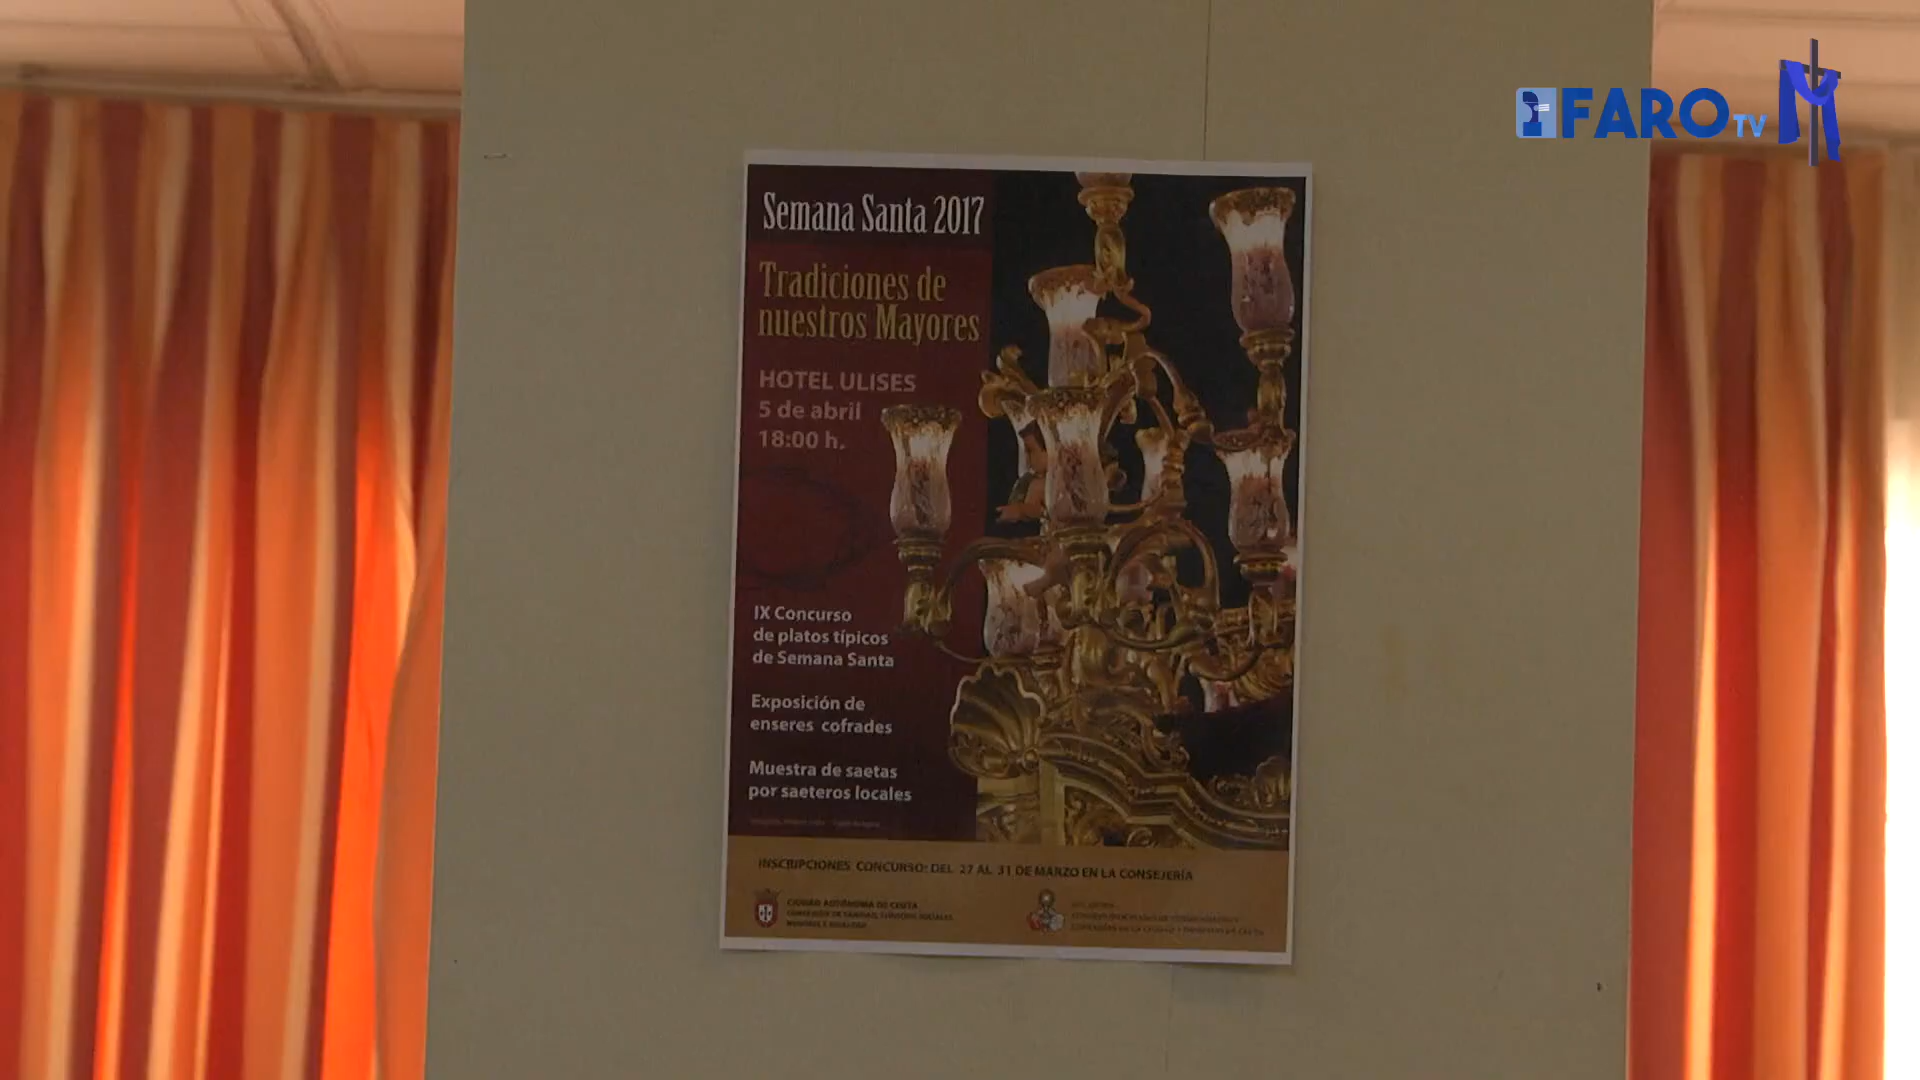 FARO TV
Semana Santa 2017
Tradiciones de
nuestros Mayores
HOTEL ULISES
5 de abril
18:00 h.
IX Concurso
de platos típicos
de Semana Santa
Exposición de
enseres cofrades
Muestra de saetas
por saeteros locales
INSCRIPCIONES CONCURSO: DEL 27 AL 31 DE MARZO EN LA CONSEJERÍA
CIUDAD AUTÓNOMA DE CEUTA